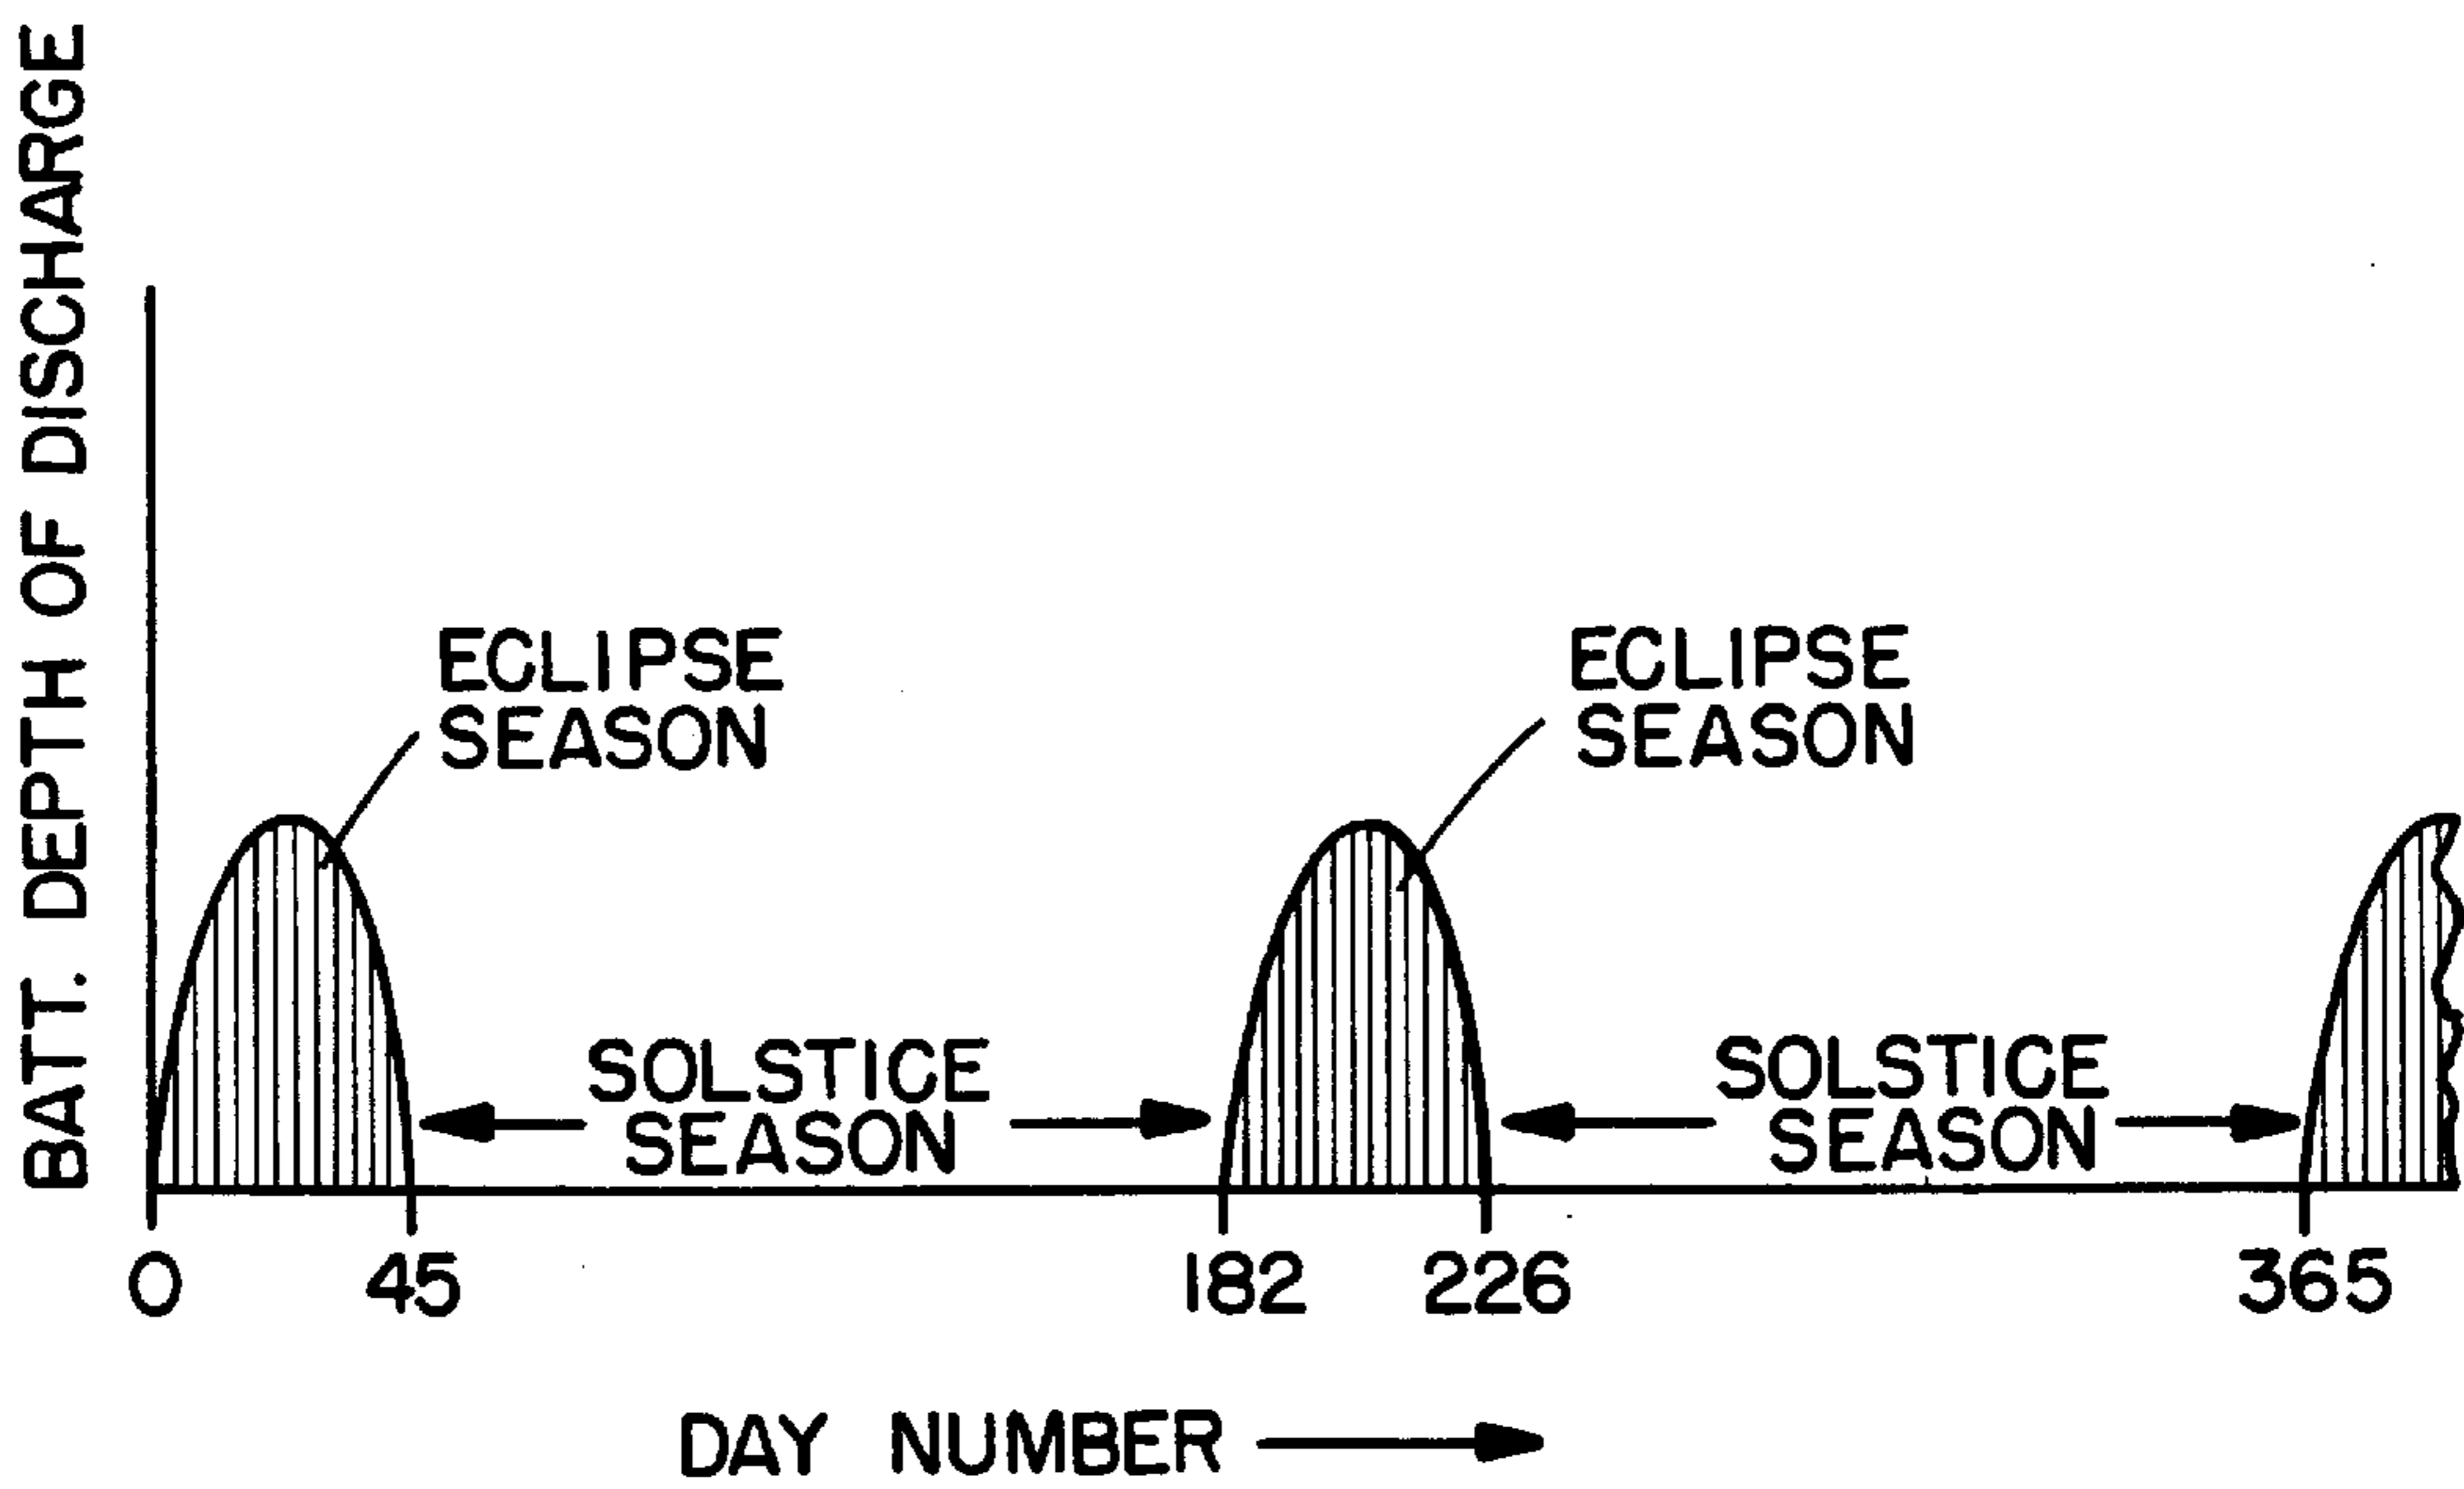 BATT. DEPTH OF DISCHARGE
ECLIPSE
SEASON
ECLIPSE
SEASON
SOLSTICE
SEASON
SOLSTICE
SEASON
0 45 182 226 365
DAY NUMBER